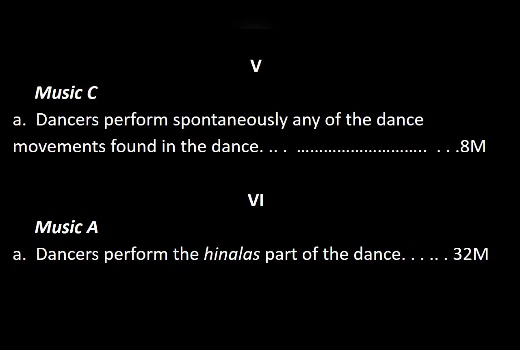 V
Music C
a. Dancers perform spontaneously any of the dance
movements found in the dance. .. . ................................ . . .8M
VI
Music A
a. Dancers perform the hinalas part of the dance. . . .. . 32M